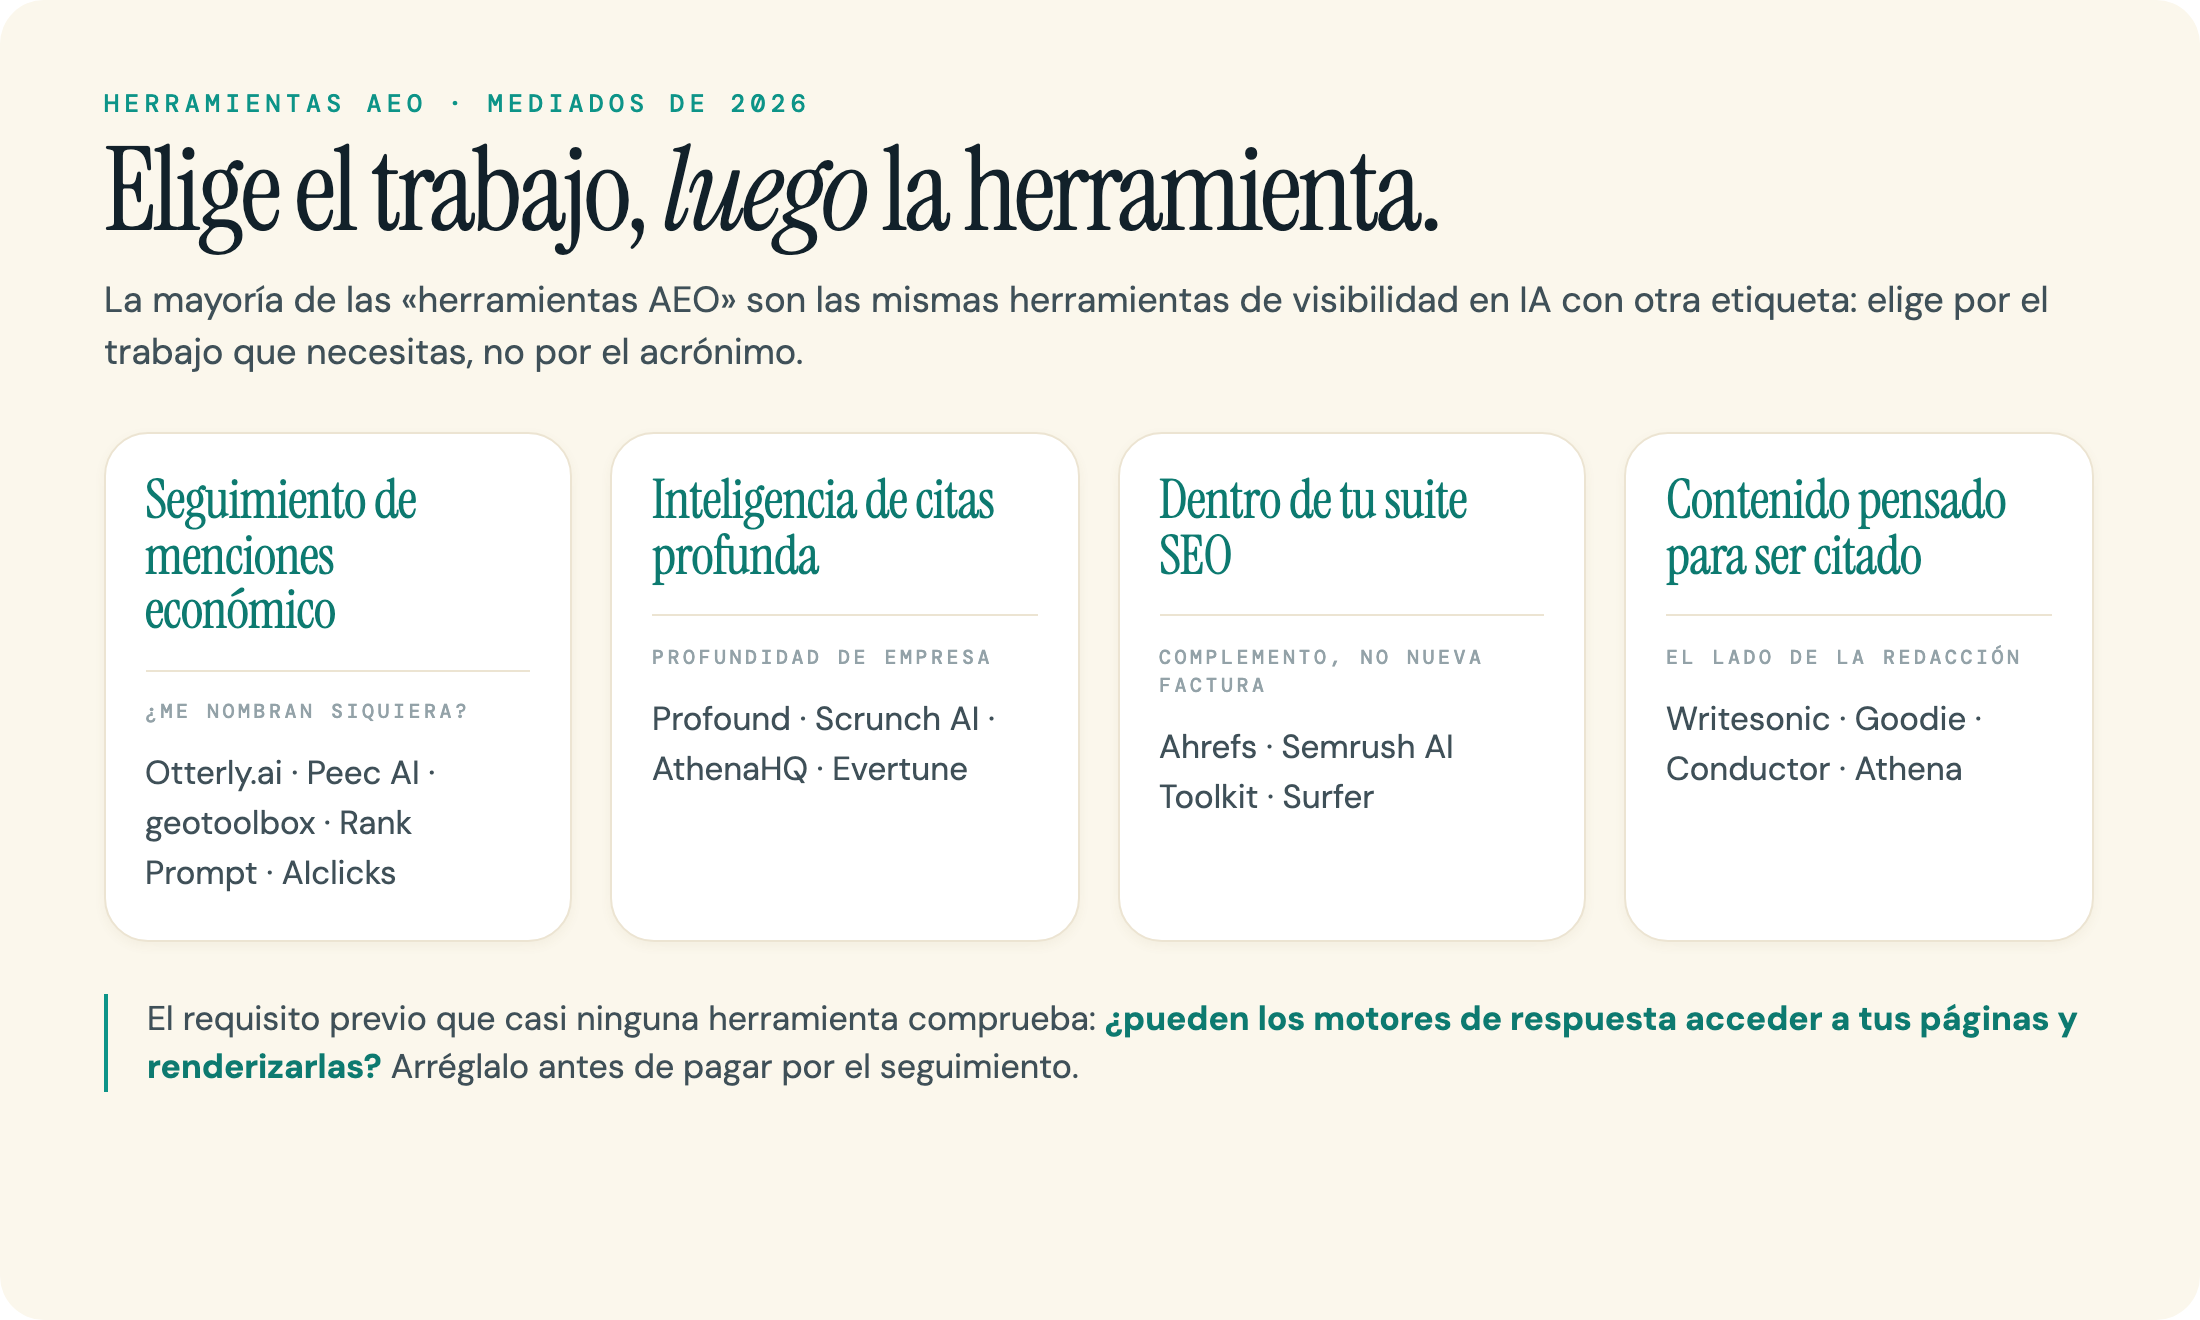 HERRAMIENTAS AEO · MEDIADOS DE 2026
Elige el trabajo, luego la herramienta.
La mayoría de las «herramientas AEO» son las mismas herramientas de visibilidad en IA con otra etiqueta: elige por el
trabajo que necesitas, no por el acrónimo.
Seguimiento de
menciones
económico
¿ME NOMBRAN SIQUIERA?
Otterly.ai · Peec AI ·
geotoolbox · Rank
Prompt · AIclicks
Inteligencia de citas
profunda
PROFUNDIDAD DE EMPRESA
Profound · Scrunch AI ·
AthenaHQ · Evertune
Dentro de tu suite
SEO
COMPLEMENTO, NO NUEVA
FACTURA
Ahrefs · Semrush AI
Toolkit · Surfer
Contenido pensado
para ser citado
EL LADO DE LA REDACCIÓN
Writesonic · Goodie ·
Conductor · Athena
El requisito previo que casi ninguna herramienta comprueba: ¿pueden los motores de respuesta acceder a tus páginas y
renderizarlas? Arréglalo antes de pagar por el seguimiento.